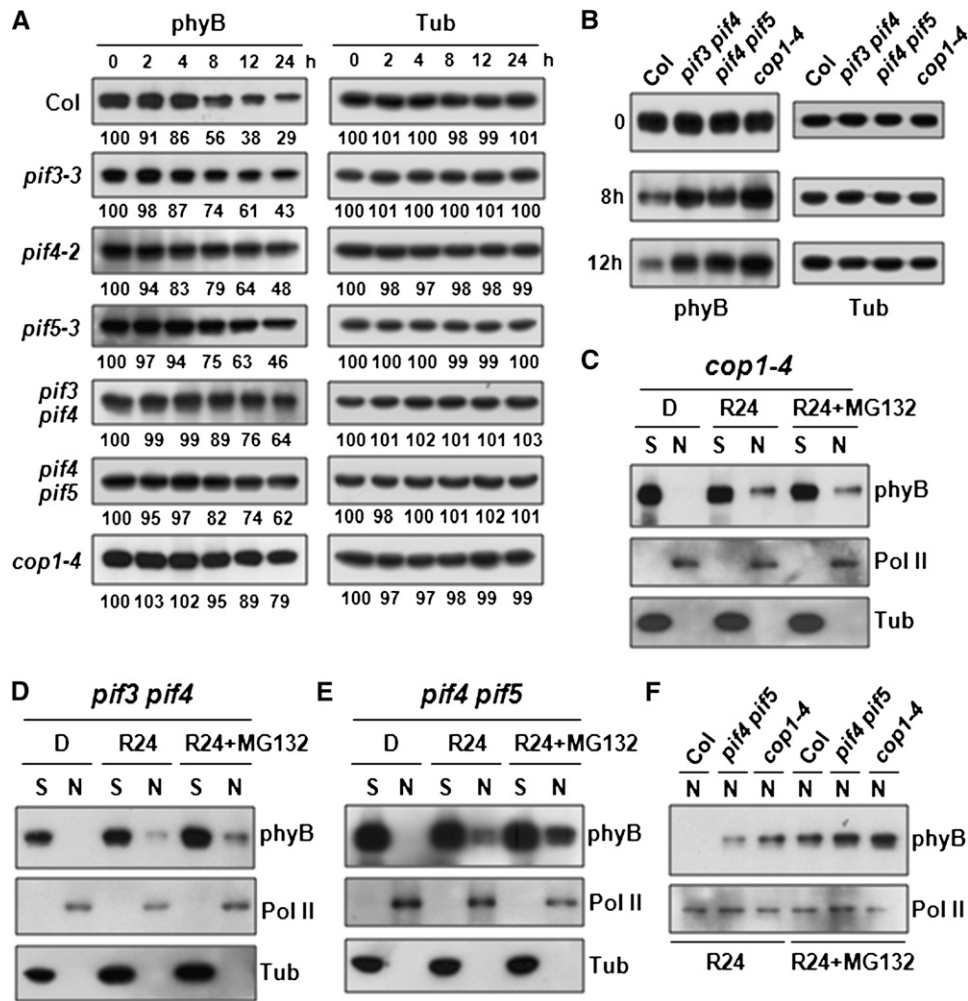 A
phyB
Tub
0 2 4 8 12 24 h
0 2 4 8 12 24 h
Col
100 91 86 56 38 29
100 101 100 98 99 101
pif3-3
100 98 87 74 61 43
100 101 100 100 101 100
pif4-2
100 94 83 79 64 48
100 98 97 98 98 99
pif5-3
100 97 94 75 63 46
100 100 100 99 99 100
pif3
pif4
100 99 99 89 76 64
100 101 102 101 101 103
pif4
pif5
100 95 97 82 74 62
100 98 100 101 102 101
cop1-4
100 103 102 95 89 79
100 97 97 98 99 99
B
Col pif3 pif4 pif4 pif5 cop1-4
Col pif3 pif4 pif4 pif5 cop1-4
0
8h
12h
phyB
Tub
C
cop1-4
D R24 R24+MG132
S N S N S N
phyB
Pol II
Tub
D
pif3 pif4
D R24 R24+MG132
S N S N S N
phyB
Pol II
Tub
E
pif4 pif5
D R24 R24+MG132
S N S N S N
phyB
Pol II
Tub
F
Col pif4 pif5 cop1-4 Col pif4 pif5 cop1-4
N N N N N N
phyB
Pol II
R24 R24+MG132